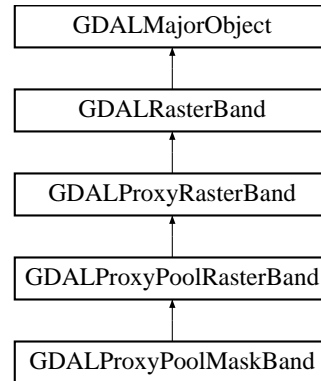 GDALMajorObject
GDALRasterBand
GDALProxyRasterBand
GDALProxyPoolRasterBand
GDALProxyPoolMaskBand